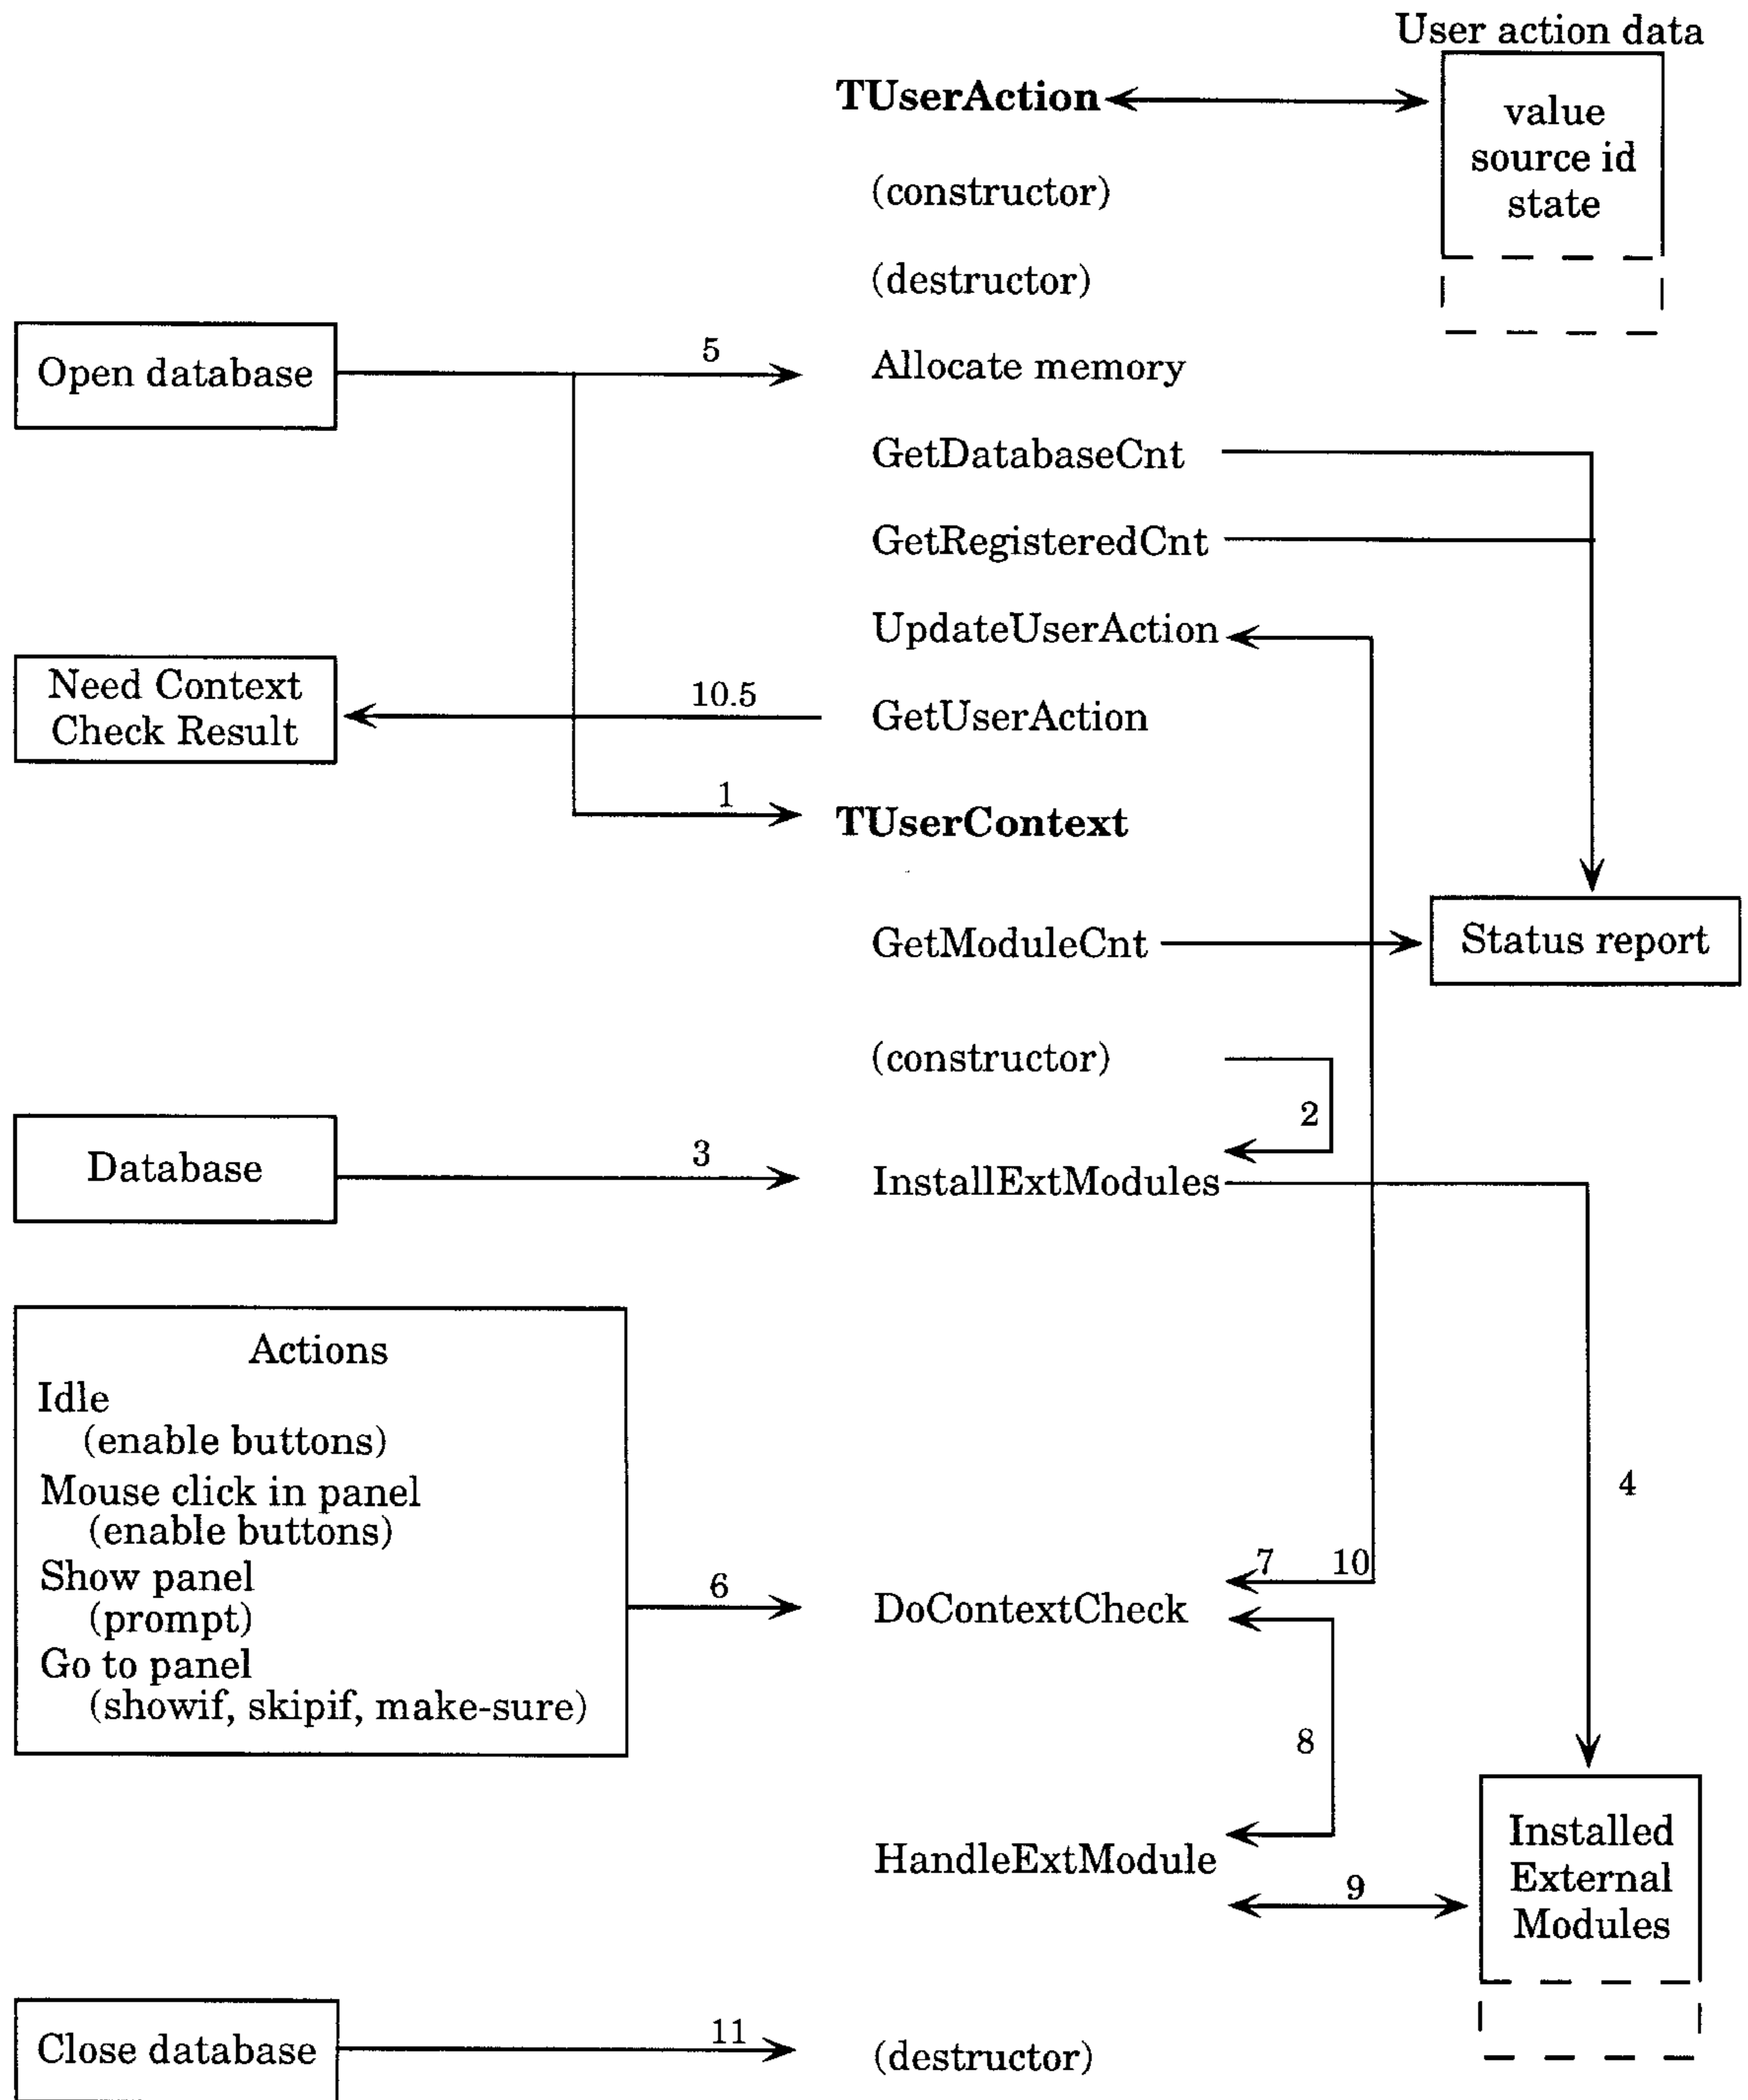 User action data
TUserAction
value
source id
state
(constructor)
(destructor)
Open database
5
Allocate memory
GetDatabaseCnt
GetRegisteredCnt
UpdateUserAction
Need Context
Check Result
10.5
GetUserAction
1
TUserContext
GetModuleCnt
Status report
(constructor)
2
Database
3
InstallExtModules
Actions
Idle
(enable buttons)
Mouse click in panel
(enable buttons)
Show panel
(prompt)
Go to panel
(showif, skipif, make-sure)
4
6
7 10
DoContextCheck
8
HandleExtModule
9
Installed
External
Modules
Close database
11
(destructor)